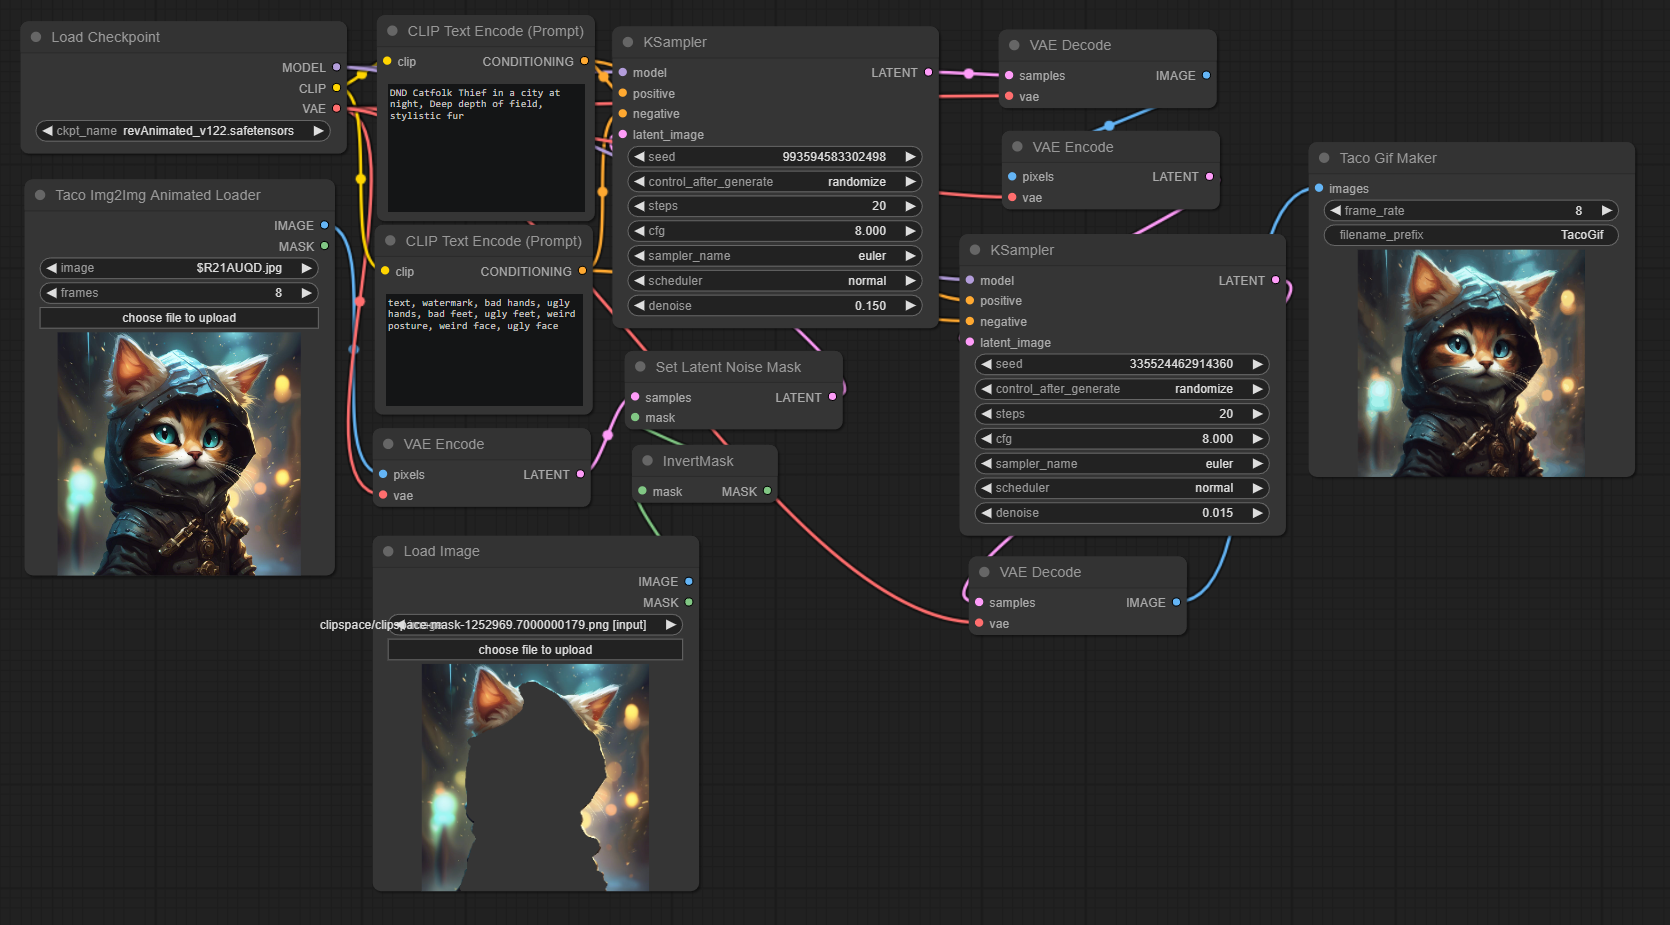 Load Checkpoint
MODEL
CLIP
VAE
ckpt_name revAnimated_v122.safetensors
Taco Img2Img Animated Loader
IMAGE
MASK
image $R21AUQD.jpg
frames 8
choose file to upload
CLIP Text Encode (Prompt)
clip CONDITIONING
DND Catfolk Thief in a city at
night, Deep depth of field,
stylistic fur
CLIP Text Encode (Prompt)
clip CONDITIONING
text, watermark, bad hands, ugly
hands, bad feet, ugly feet, weird
posture, weird face, ugly face
VAE Encode
pixels LATENT
vae
Load Image
IMAGE
MASK
clipspace/clipspace-mask-1252969.7000000179.png [input]
choose file to upload
KSampler
model LATENT
positive
negative
latent_image
seed 993594583302498
control_after_generate randomize
steps 20
cfg 8.000
sampler_name euler
scheduler normal
denoise 0.150
Set Latent Noise Mask
samples LATENT
mask
InvertMask
mask MASK
VAE Decode
samples IMAGE
vae
VAE Encode
pixels LATENT
vae
KSampler
model LATENT
positive
negative
latent_image
seed 335524462914360
control_after_generate randomize
steps 20
cfg 8.000
sampler_name euler
scheduler normal
denoise 0.015
VAE Decode
samples IMAGE
vae
Taco Gif Maker
images
frame_rate 8
filename_prefix TacoGif